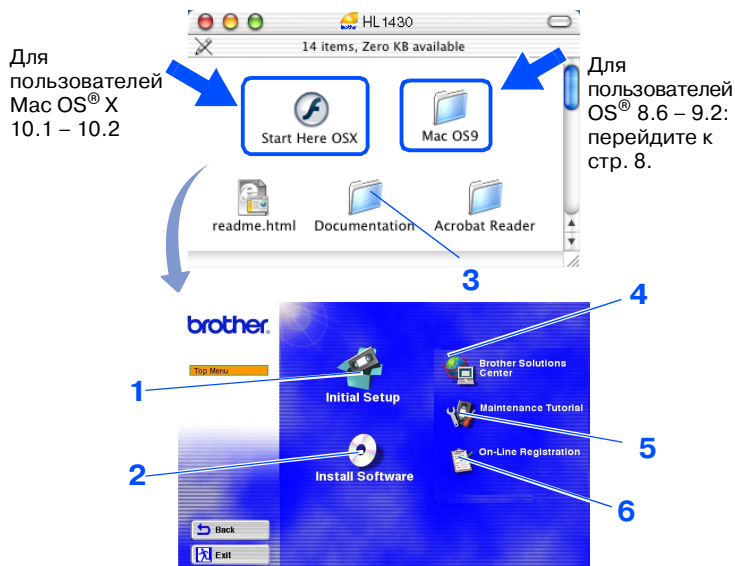 HL1430
14 items, Zero KB available
Для
пользователей
Mac OS® X
10.1 – 10.2
Для
пользователей
OS® 8.6 – 9.2:
перейдите к
стр. 8.
Start Here OSX
Mac OS9
readme.html
Documentation
Acrobat Reader
3
4
brother.
Top Menu
Brother Solutions
Center
1
Initial Setup
Maintenance Tutorial
5
2
On-Line Registration
Install Software
6
Back
Exit